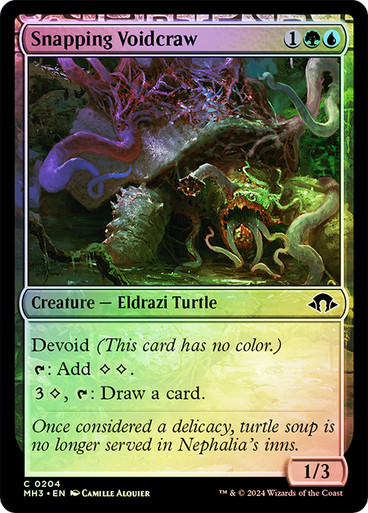 Snapping Voidcraw 1
Creature — Eldrazi Turtle
Devoid (This card has no color.)
: Add ◇◇.
3◇, : Draw a card.
Once considered a delicacy, turtle soup is
no longer served in Nephalia's inns.
1/3
C 0204
MH3 • EN Camille Alquier
™ & © 2024 Wizards of the Coast